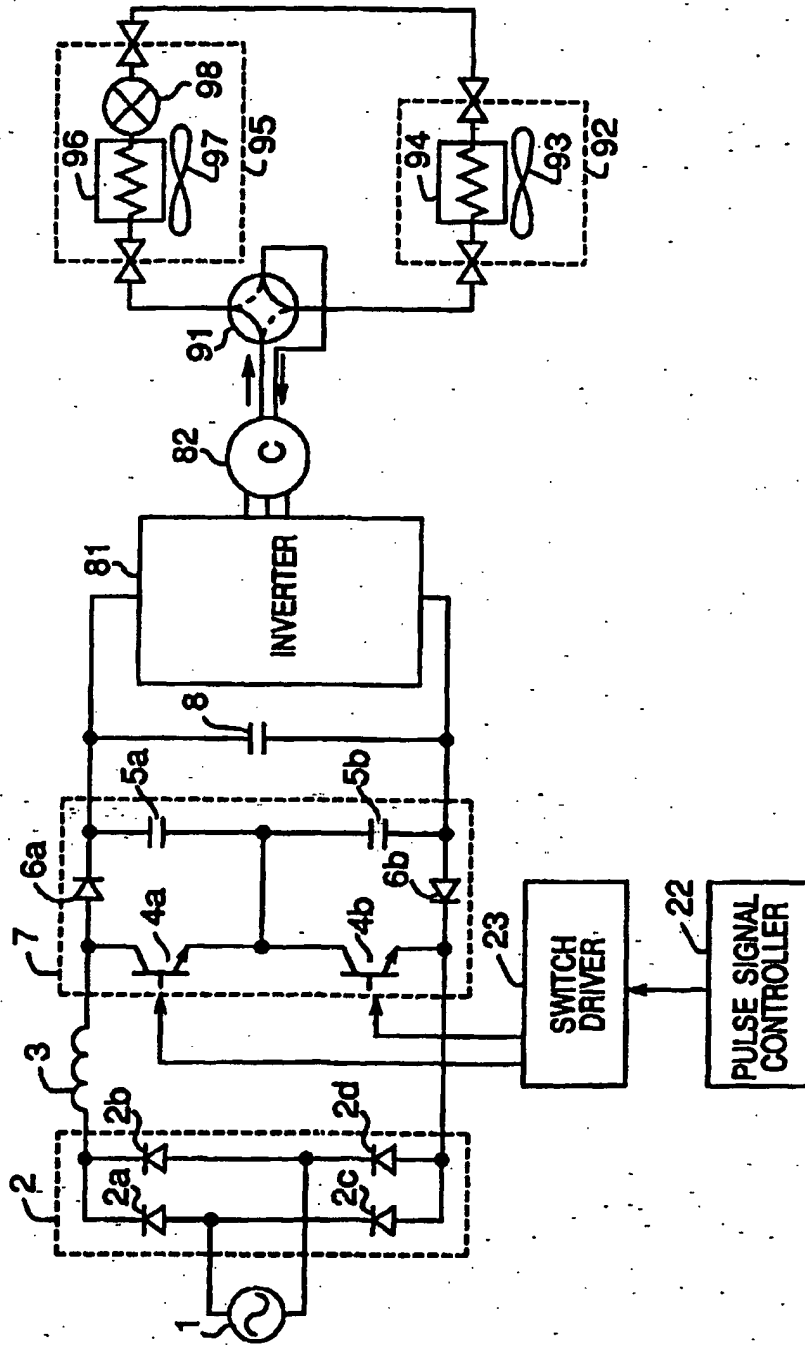 1
2
2a
2b
2c
2d
3
7
4a
4b
6a
6b
5a
5b
8
81
INVERTER
82
C
91
96
97
98
95
94
93
92
23
SWITCH
DRIVER
22
PULSE SIGNAL
CONTROLLER